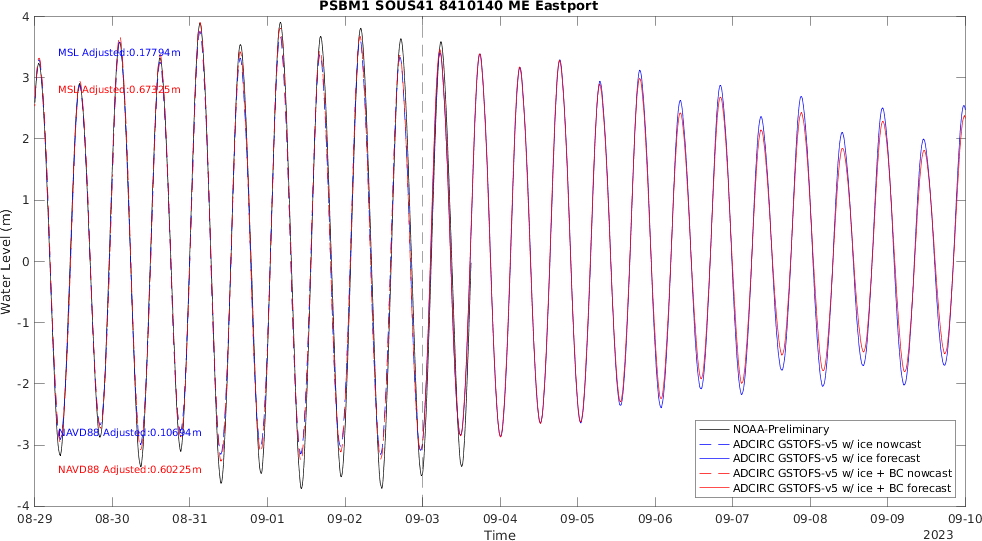 PSBM1 SOUS41 8410140 ME Eastport
4
3
2
1
0
-1
-2
-3
-4
Water Level (m)
MSL Adjusted:0.17794m
MSL Adjusted:0.67325m
NAVD88 Adjusted:0.10694m
NAVD88 Adjusted:0.60225m
NOAA-Preliminary
ADCIRC GSTOFS-v5 w/ ice nowcast
ADCIRC GSTOFS-v5 w/ ice forecast
ADCIRC GSTOFS-v5 w/ ice + BC nowcast
ADCIRC GSTOFS-v5 w/ ice + BC forecast
08-29 08-30 08-31 09-01 09-02 09-03 09-04 09-05 09-06 09-07 09-08 09-09 09-10
Time
2023